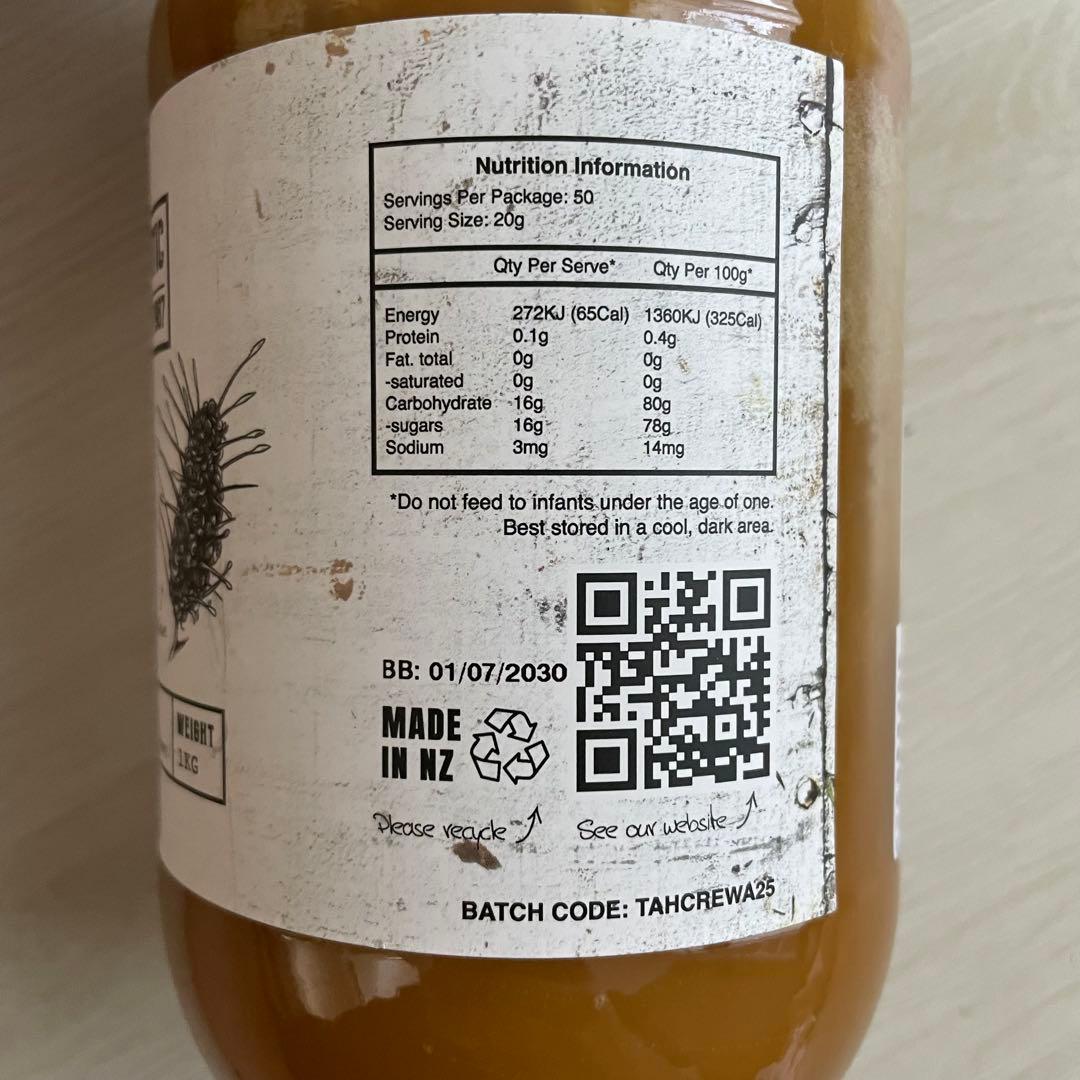 Nutrition Information
Servings Per Package: 50
Serving Size: 20g
Qty Per Serve* Qty Per 100g*
Energy 272KJ (65Cal) 1360KJ (325Cal)
Protein 0.1g 0.4g
Fat. total 0g 0g
-saturated 0g 0g
Carbohydrate 16g 80g
-sugars 16g 78g
Sodium 3mg 14mg
*Do not feed to infants under the age of one.
Best stored in a cool, dark area.
BB: 01/07/2030
MADE
IN NZ
WEIGHT
1KG
Please recycle
See our website
BATCH CODE: TAHCREWA25